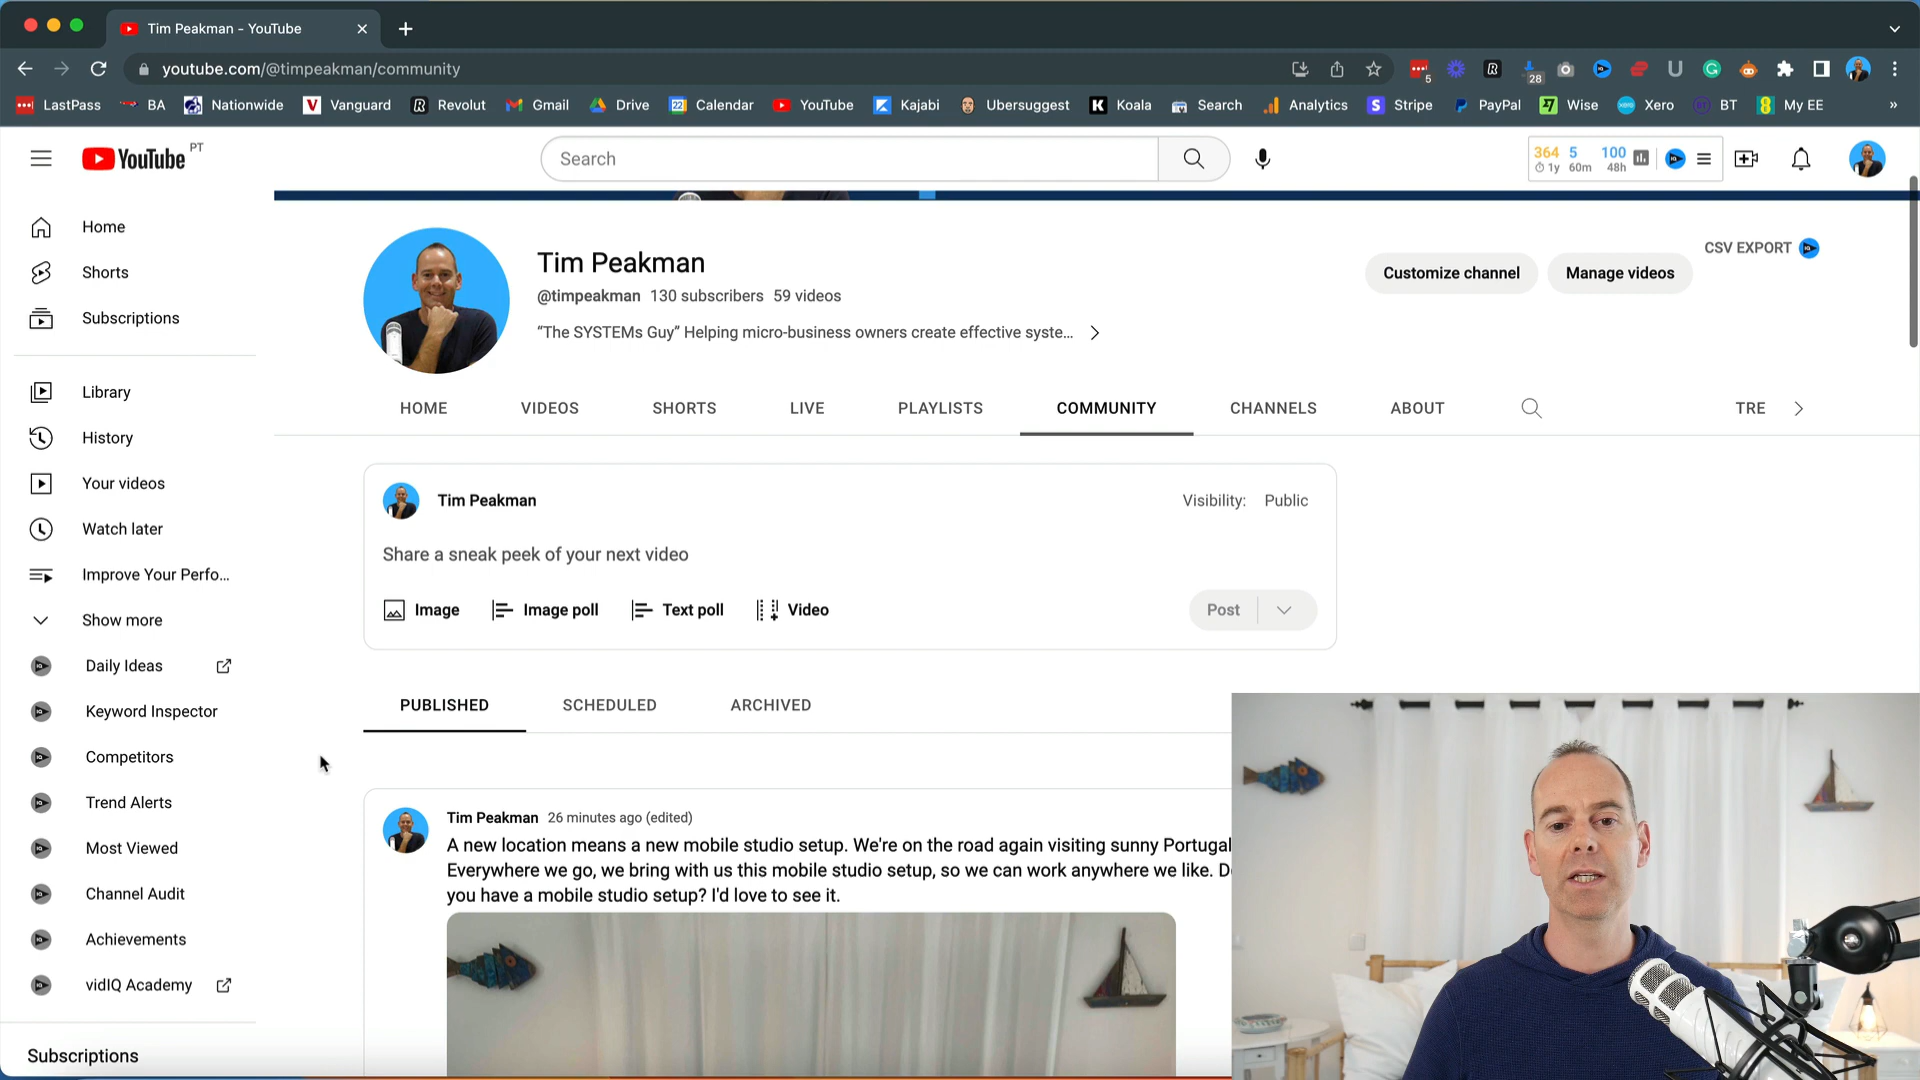 Tim Peakman - YouTube
youtube.com/@timpeakman/community
5
28
LastPass BA Nationwide Vanguard Revolut Gmail Drive Calendar YouTube Kajabi Ubersuggest Koala Search Analytics Stripe PayPal Wise Xero BT My EE
YouTube PT
Search
364 5 100
1y 60m 48h
Home
Shorts
Subscriptions
Library
History
Your videos
Watch later
Improve Your Perfo...
Show more
Daily Ideas
Keyword Inspector
Competitors
Trend Alerts
Most Viewed
Channel Audit
Achievements
vidIQ Academy
Subscriptions
Tim Peakman
@timpeakman 130 subscribers 59 videos
“The SYSTEMs Guy” Helping micro-business owners create effective syste...
Customize channel
Manage videos
CSV EXPORT
HOME VIDEOS SHORTS LIVE PLAYLISTS COMMUNITY CHANNELS ABOUT TRE
Tim Peakman
Visibility: Public
Share a sneak peek of your next video
Image Image poll Text poll Video
Post
PUBLISHED SCHEDULED ARCHIVED
Tim Peakman 26 minutes ago (edited)
A new location means a new mobile studio setup. We're on the road again visiting sunny Portugal
Everywhere we go, we bring with us this mobile studio setup, so we can work anywhere we like. D
you have a mobile studio setup? I'd love to see it.